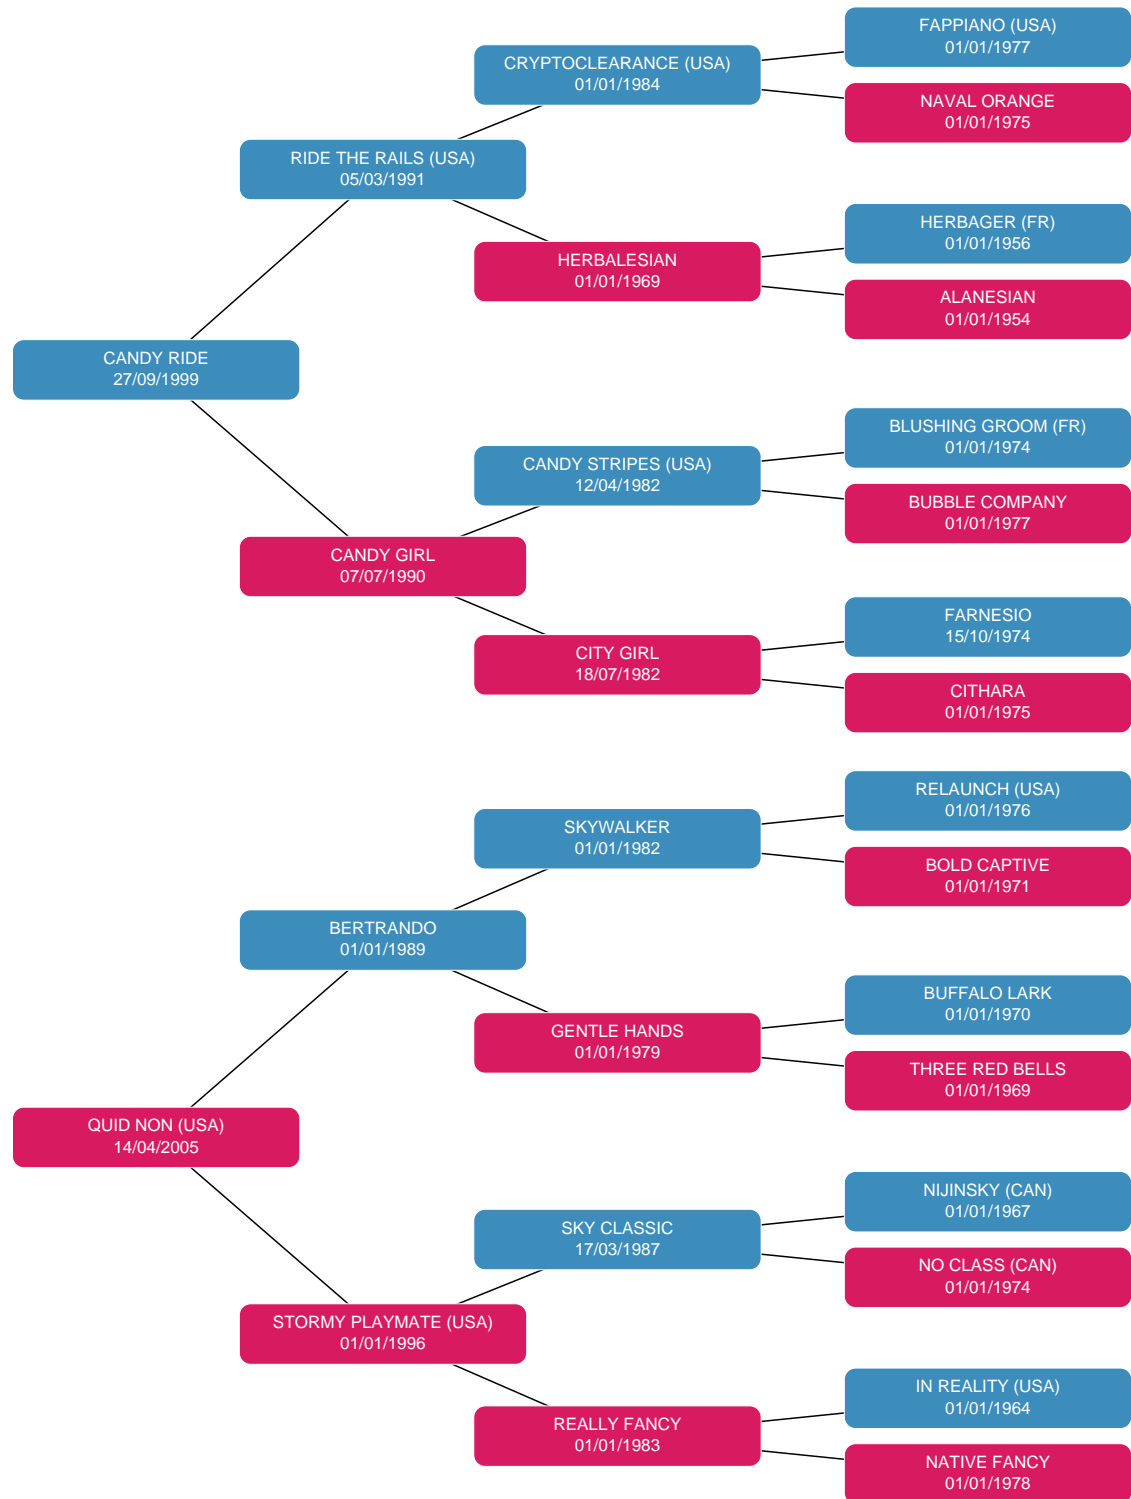 FAPPIANO (USA)
01/01/1977
CRYPTOCLEARANCE (USA)
01/01/1984
NAVAL ORANGE
01/01/1975
RIDE THE RAILS (USA)
05/03/1991
HERBAGER (FR)
01/01/1956
HERBALESIAN
01/01/1969
ALANESIAN
01/01/1954
CANDY RIDE
27/09/1999
BLUSHING GROOM (FR)
01/01/1974
CANDY STRIPES (USA)
12/04/1982
BUBBLE COMPANY
01/01/1977
CANDY GIRL
07/07/1990
FARNESIO
15/10/1974
CITY GIRL
18/07/1982
CITHARA
01/01/1975
RELAUNCH (USA)
01/01/1976
SKYWALKER
01/01/1982
BOLD CAPTIVE
01/01/1971
BERTRANDO
01/01/1989
BUFFALO LARK
01/01/1970
GENTLE HANDS
01/01/1979
THREE RED BELLS
01/01/1969
QUID NON (USA)
14/04/2005
NIJINSKY (CAN)
01/01/1967
SKY CLASSIC
17/03/1987
NO CLASS (CAN)
01/01/1974
STORMY PLAYMATE (USA)
01/01/1996
IN REALITY (USA)
01/01/1964
REALLY FANCY
01/01/1983
NATIVE FANCY
01/01/1978